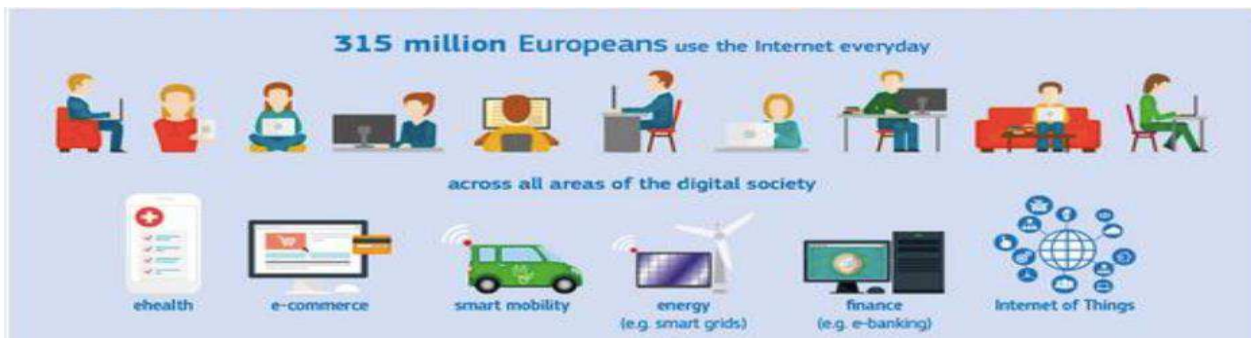 315 million Europeans use the Internet everyday
across all areas of the digital society
ehealth
e-commerce
smart mobility
energy
(e.g. smart grids)
finance
(e.g. e-banking)
Internet of Things